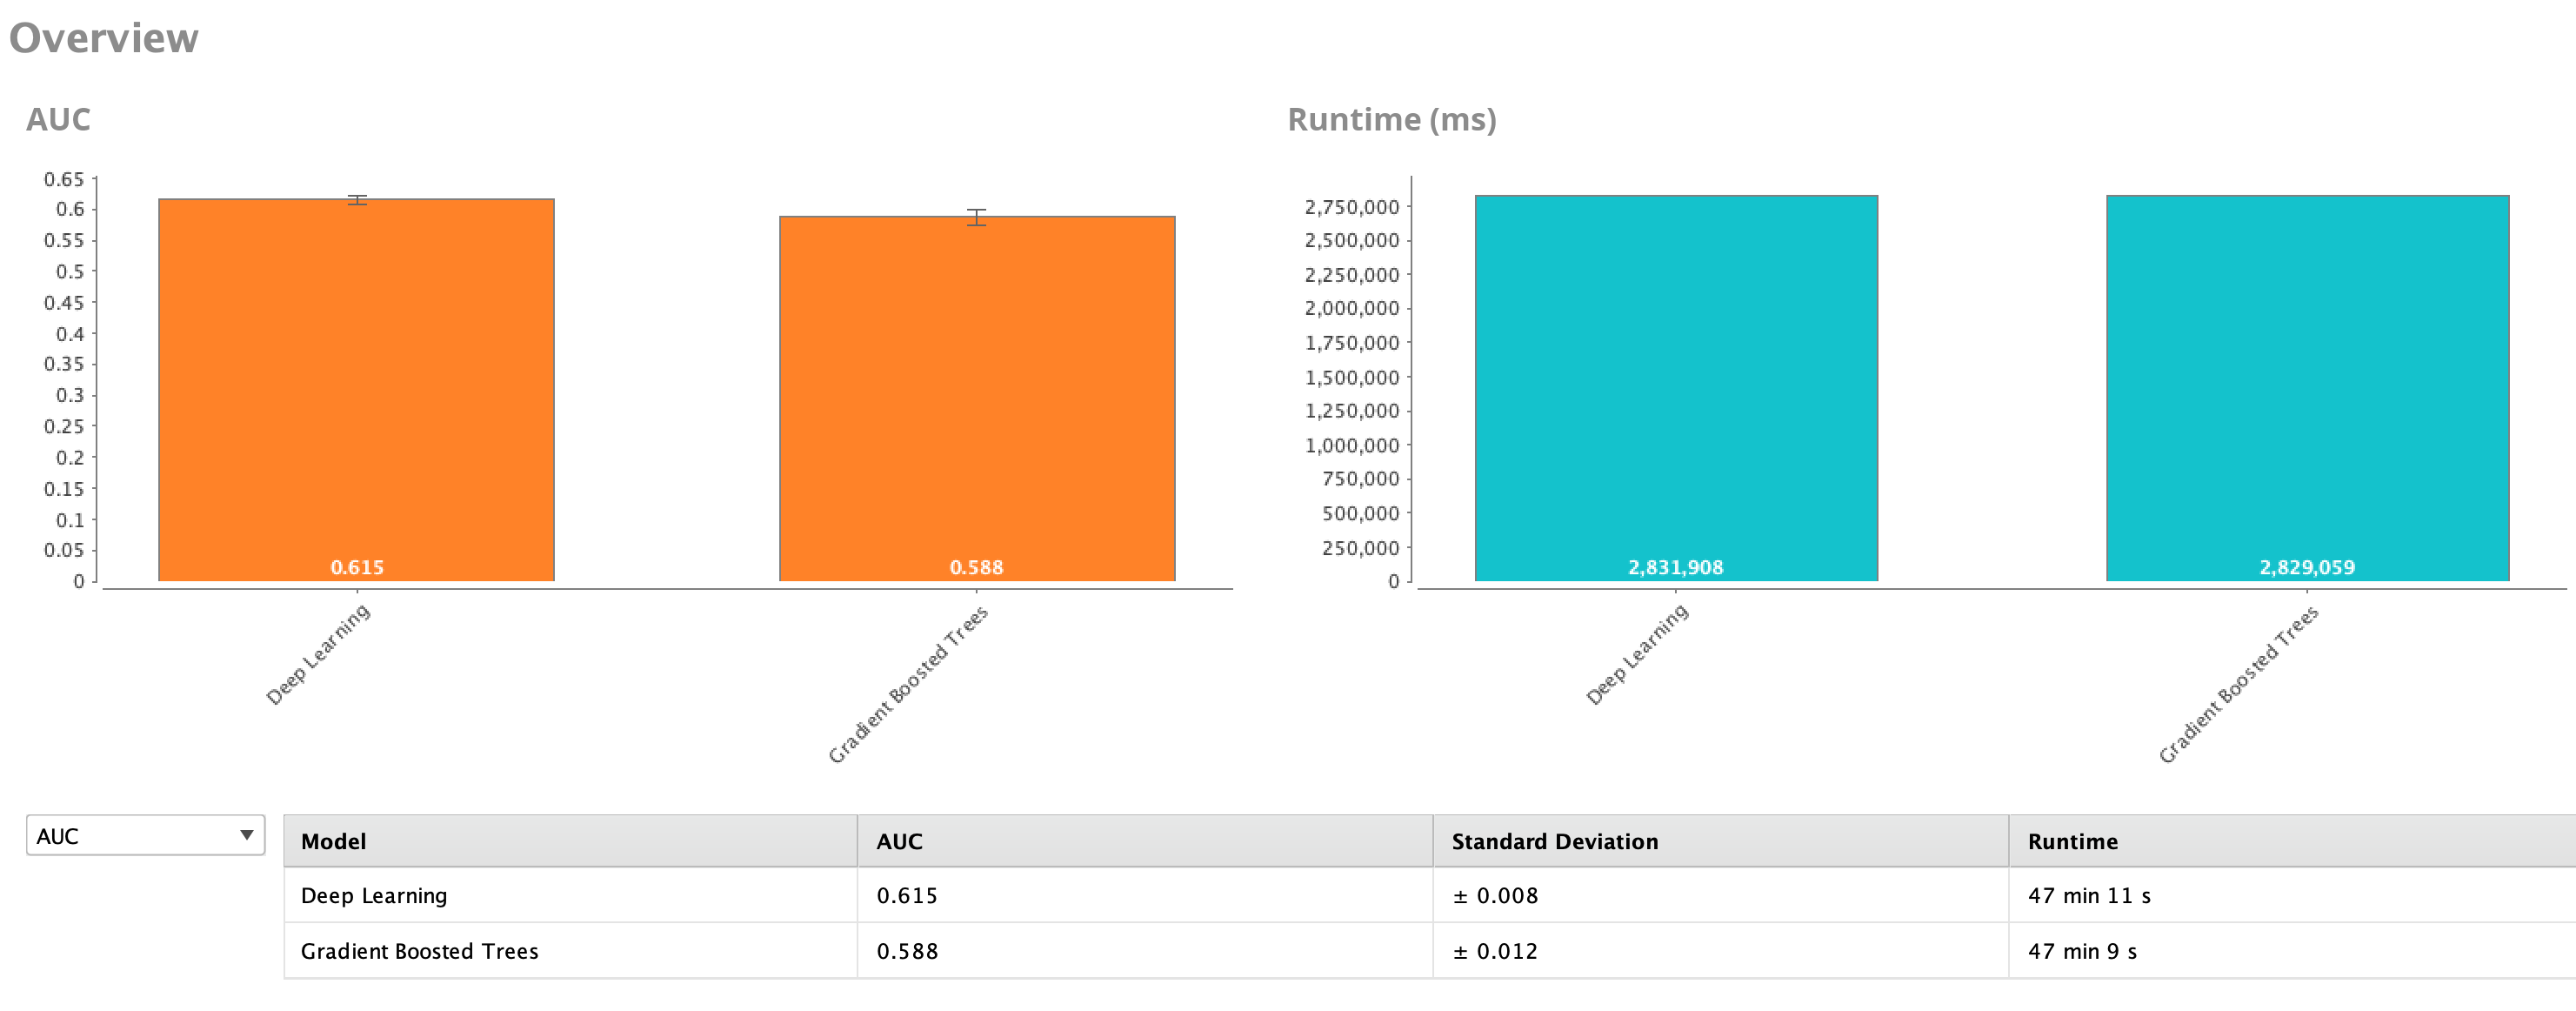 Overview
AUC
0.65
0.6
0.55
0.5
0.45
0.4
0.35
0.3
0.25
0.2
0.15
0.1
0.05
0
0.615
0.588
Deep Learning
Gradient Boosted Trees
Runtime (ms)
2,750,000
2,500,000
2,250,000
2,000,000
1,750,000
1,500,000
1,250,000
1,000,000
750,000
500,000
250,000
0
2,831,908
2,829,059
Deep Learning
Gradient Boosted Trees
AUC
Model AUC Standard Deviation Runtime
Deep Learning 0.615 ± 0.008 47 min 11 s
Gradient Boosted Trees 0.588 ± 0.012 47 min 9 s